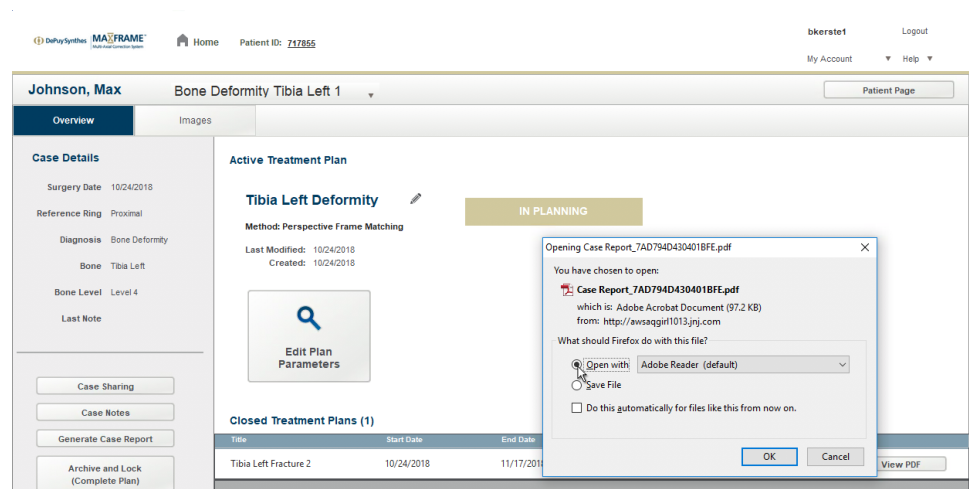 bkerste1 Logout
DePuySynthes MAXFRAME™ Home Patient ID: 717855
Multi-Axial Correction System
My Account Help
Johnson, Max Bone Deformity Tibia Left 1 Patient Page
Overview Images
Case Details
Surgery Date 10/24/2018
Reference Ring Proximal
Diagnosis Bone Deformity
Bone Tibia Left
Bone Level Level 4
Last Note
Case Sharing
Case Notes
Generate Case Report
Archive and Lock
(Complete Plan)
Active Treatment Plan
Tibia Left Deformity IN PLANNING
Method: Perspective Frame Matching
Last Modified: 10/24/2018
Created: 10/24/2018
Edit Plan
Parameters
Closed Treatment Plans (1)
Title Start Date End Date
Tibia Left Fracture 2 10/24/2018 11/17/201 View PDF
Opening Case Report_7AD794D430401BFE.pdf
You have chosen to open:
Case Report_7AD794D430401BFE.pdf
which is: Adobe Acrobat Document (97.2 KB)
from: http://awsaqgirl1013.jnj.com
What should Firefox do with this file?
Open with Adobe Reader (default)
Save File
Do this automatically for files like this from now on.
OK Cancel